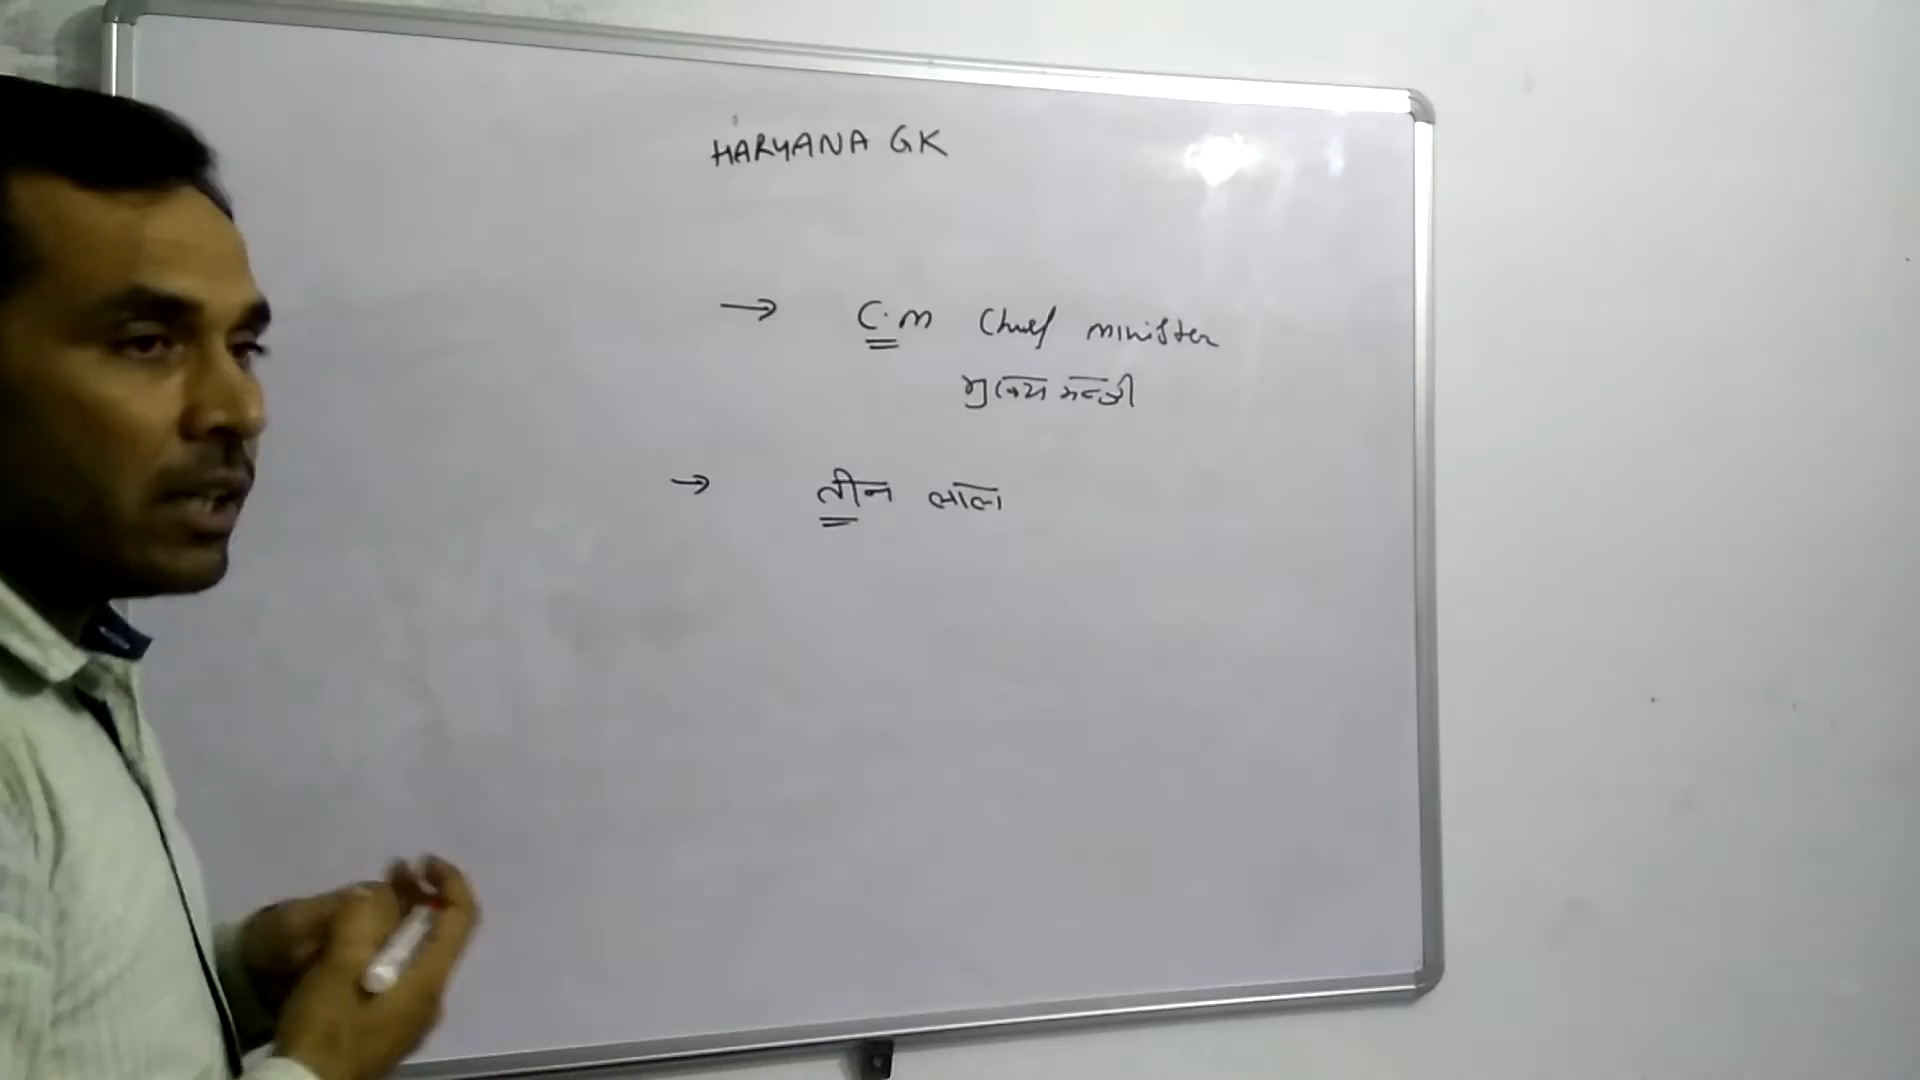 HARYANA GK
→ C.M Chief minister
मुख्य मन्त्री
→ तीन लाल